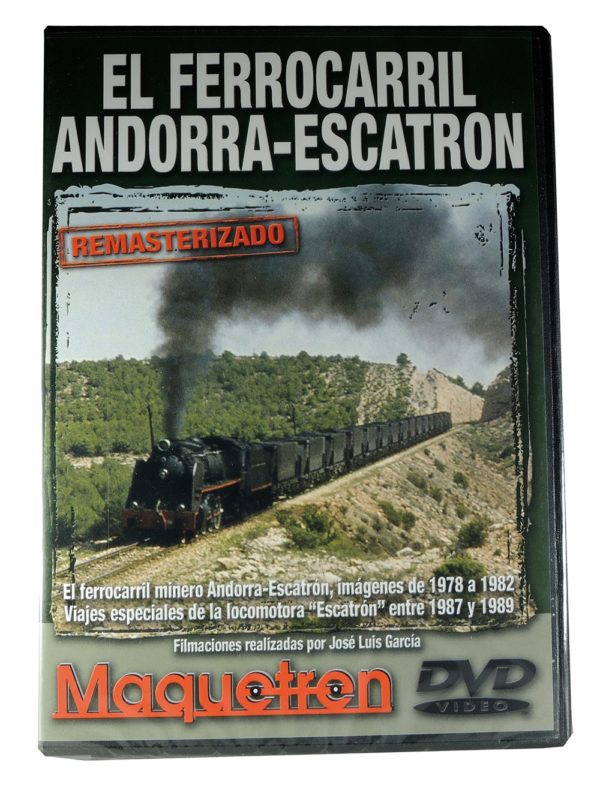 EL FERROCARRIL
ANDORRA-ESCATRON
REMASTERIZADO
El ferrocarril minero Andorra-Escatrón, imágenes de 1978 a 1982
Viajes especiales de la locomotora “Escatrón” entre 1987 y 1989
Filmaciones realizadas por José Luis García
Maquetren
DVD
VIDEO